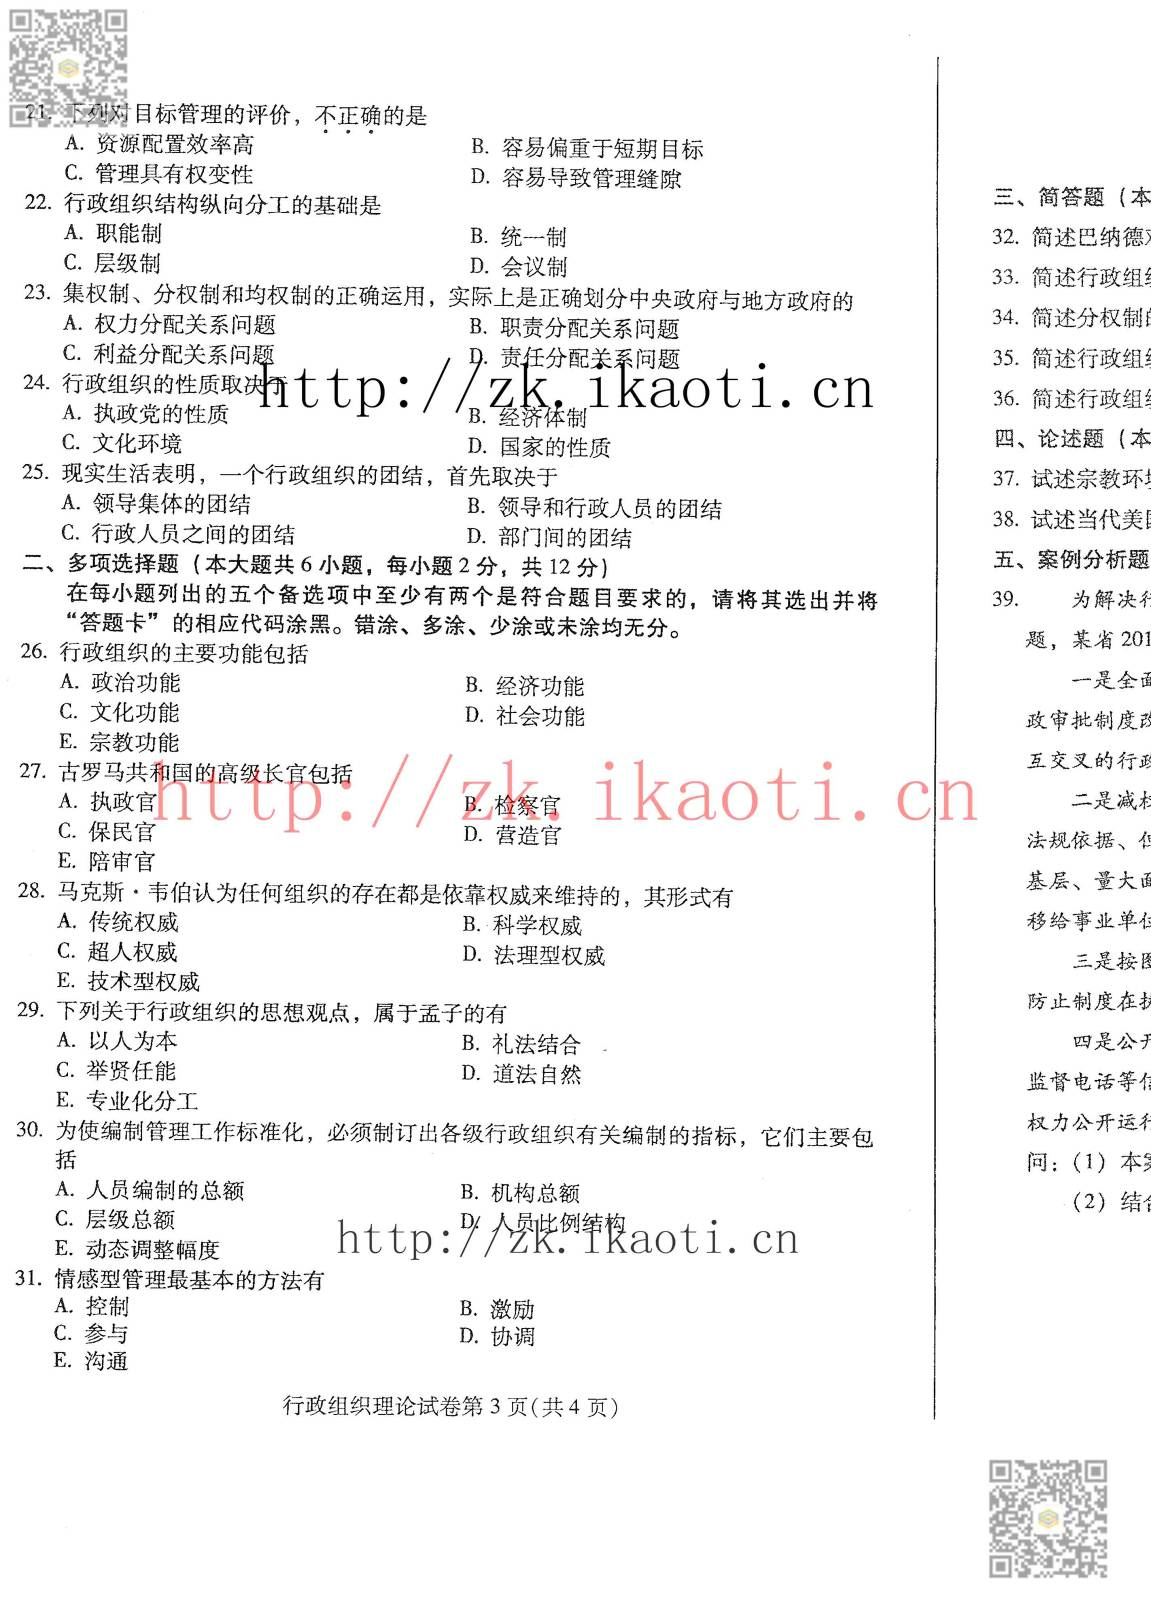 21. 下列对目标管理的评价，不正确的是
A. 资源配置效率高 B. 容易偏重于短期目标
C. 管理具有权变性 D. 容易导致管理缝隙
22. 行政组织结构纵向分工的基础是
A. 职能制 B. 统一制
C. 层级制 D. 会议制
23. 集权制、分权制和均权制的正确运用，实际上是正确划分中央政府与地方政府的
A. 权力分配关系问题 B. 职责分配关系问题
C. 利益分配关系问题 D. 责任分配关系问题
24. 行政组织的性质取决于
http://zk.ikaoti.cn
A. 执政党的性质 B. 经济体制
C. 文化环境 D. 国家的性质
25. 现实生活表明，一个行政组织的团结，首先取决于
A. 领导集体的团结 B. 领导和行政人员的团结
C. 行政人员之间的团结 D. 部门间的团结
二、多项选择题（本大题共 6 小题，每小题 2 分，共 12 分）
在每小题列出的五个备选项中至少有两个是符合题目要求的，请将其选出并将
“答题卡”的相应代码涂黑。错涂、多涂、少涂或未涂均无分。
26. 行政组织的主要功能包括
A. 政治功能 B. 经济功能
C. 文化功能 D. 社会功能
E. 宗教功能
27. 古罗马共和国的高级长官包括
http://zk.ikaoti.cn
A. 执政官 B. 检察官
C. 保民官 D. 营造官
E. 陪审官
28. 马克斯·韦伯认为任何组织的存在都是依靠权威来维持的，其形式有
A. 传统权威 B. 科学权威
C. 超人权威 D. 法理型权威
E. 技术型权威
29. 下列关于行政组织的思想观点，属于孟子的有
A. 以人为本 B. 礼法结合
C. 举贤任能 D. 道法自然
E. 专业化分工
30. 为使编制管理工作标准化，必须制订出各级行政组织有关编制的指标，它们主要包
括
A. 人员编制的总额 B. 机构总额
C. 层级总额 D. 人员比例结构
http://zk.ikaoti.cn
E. 动态调整幅度
31. 情感型管理最基本的方法有
A. 控制 B. 激励
C. 参与 D. 协调
E. 沟通
行政组织理论试卷第 3 页(共 4 页)
三、简答题（本
32. 简述巴纳德
33. 简述行政组
34. 简述分权制
35. 简述行政组
36. 简述行政组
四、论述题（本
37. 试述宗教环
38. 试述当代美
五、案例分析题
39. 为解决行
题，某省 201
一是全面
政审批制度改
互交叉的行政
二是减权
法规依据、但
基层、量大面
移给事业单位
三是按图
防止制度在执
四是公开
监督电话等信
权力公开运行
问：（1）本案
（2）结合